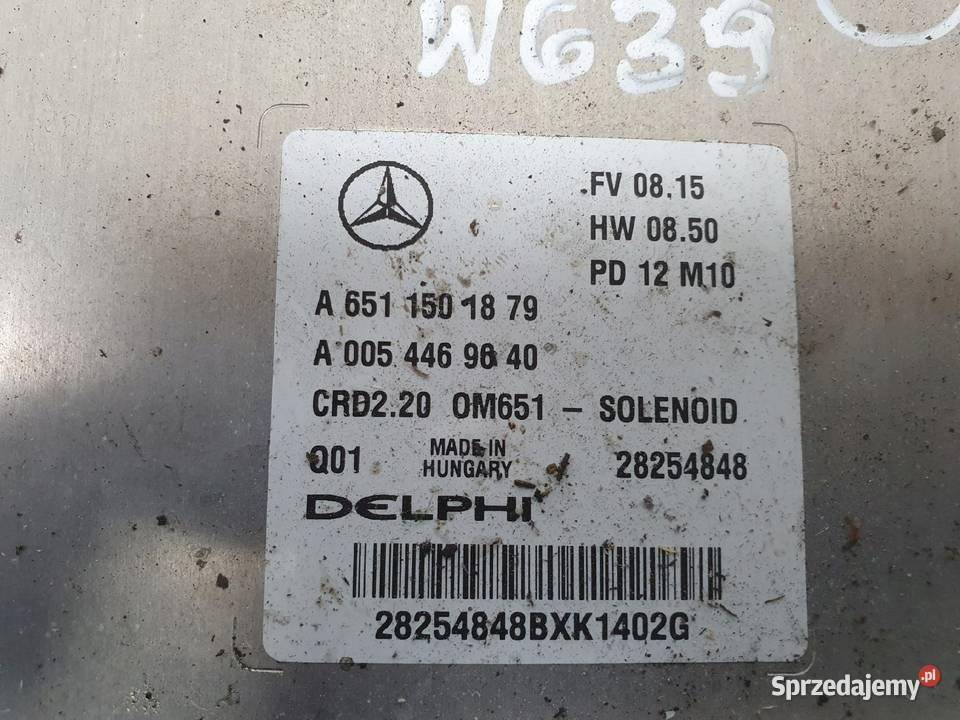 W639
FV 08.15
HW 08.50
PD 12 M10
A 651 150 18 79
A 005 446 96 40
CRD2.20 OM651 – SOLENOID
Q01 MADE IN HUNGARY 28254848
DELPHI
28254848BXK1402G
Sprzedajemy.pl